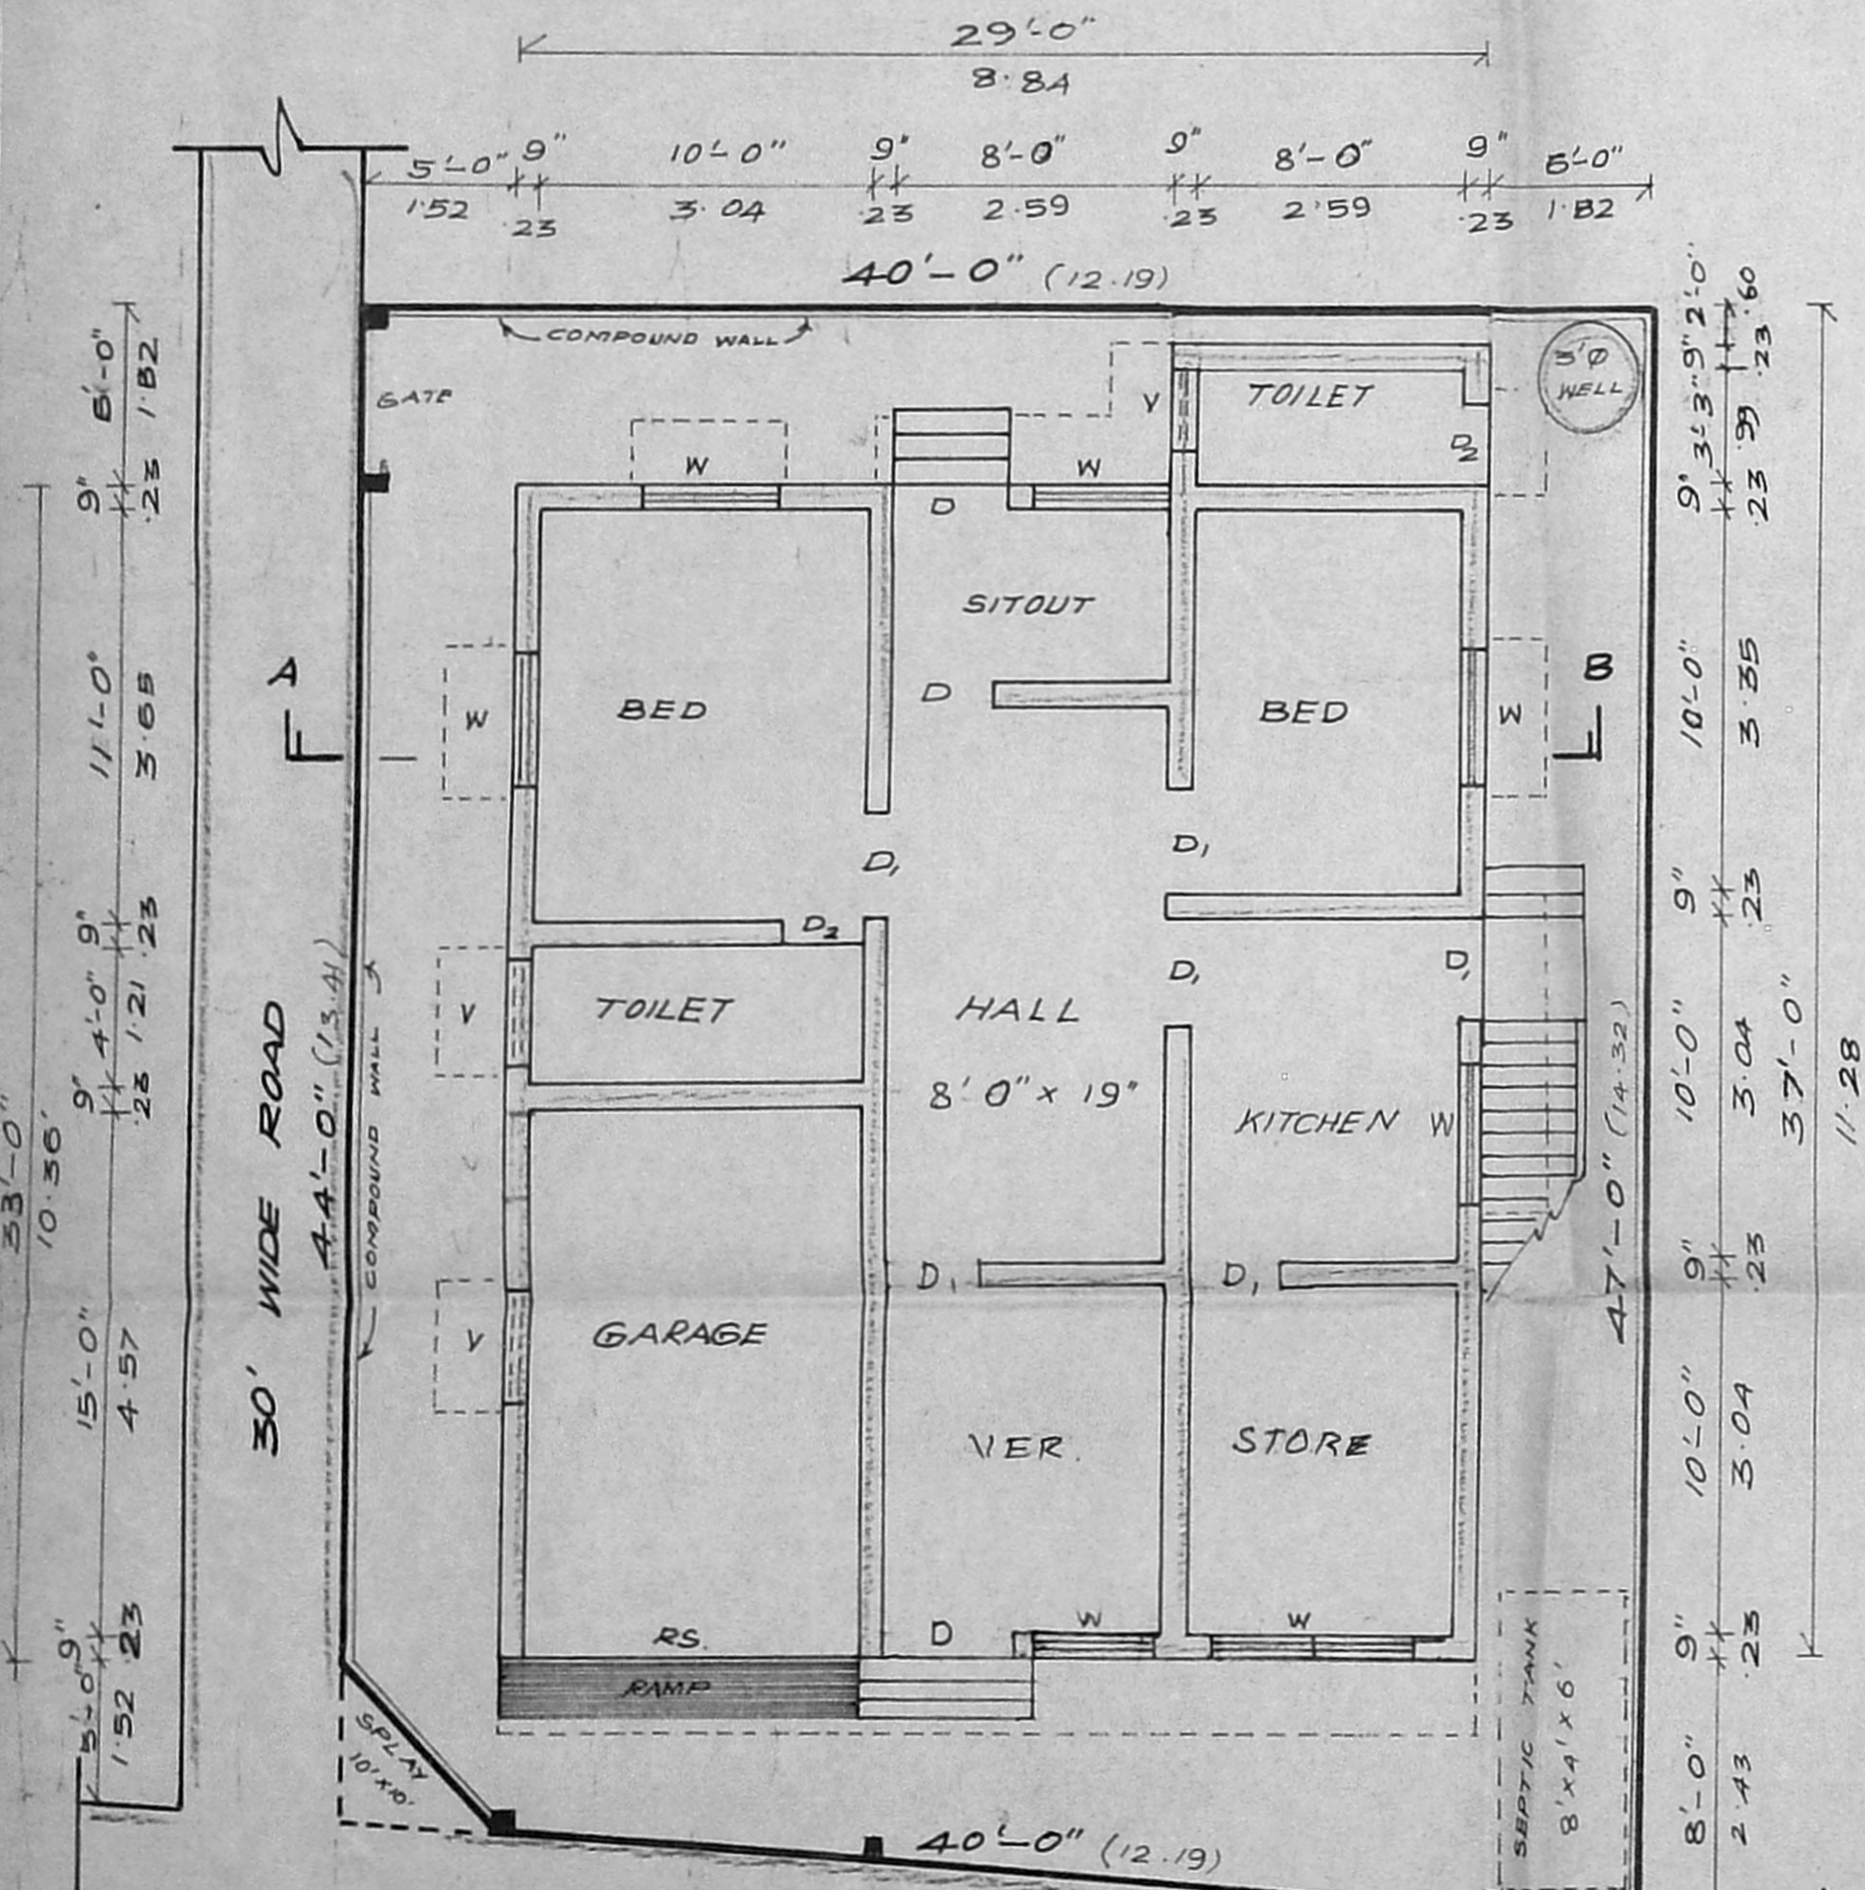 29'-0"
8.84
5'-0" 9" 10'-0" 9" 8'-0" 9" 8'-0" 9" 6'-0"
1.52 .23 3.04 .23 2.59 .23 2.59 .23 1.82
40'-0" (12.19)
COMPOUND WALL
GATE
W
D
W
V
TOILET
D2
3'Ø
WELL
SITOUT
A
W
BED
D
BED
W
B
D1
D1
D2
V
TOILET
HALL
8'0" x 19"
D1
D1
KITCHEN W
D1
D1
V
GARAGE
VER.
STORE
RS.
D
W
W
RAMP
SPLAY
10'x10'
40'-0" (12.19)
SEPTIC TANK
8'x4'x6'
30' WIDE ROAD
44'-0" (13.41)
COMPOUND WALL
47'-0" (14.32)
6'-0"
1.82
9"
.23
11'-0"
3.65
9"
.23
4'-0"
1.21
9"
.23
15'-0"
4.57
9"
.23
5'-0"
1.52
33'-0"
10.36'
2'-0"
.60
9"
.23
3'-3"
.99
9"
.23
10'-0"
3.35
9"
.23
10'-0"
3.04
9"
.23
10'-0"
3.04
9"
.23
8'-0"
2.43
37'-0"
11.28